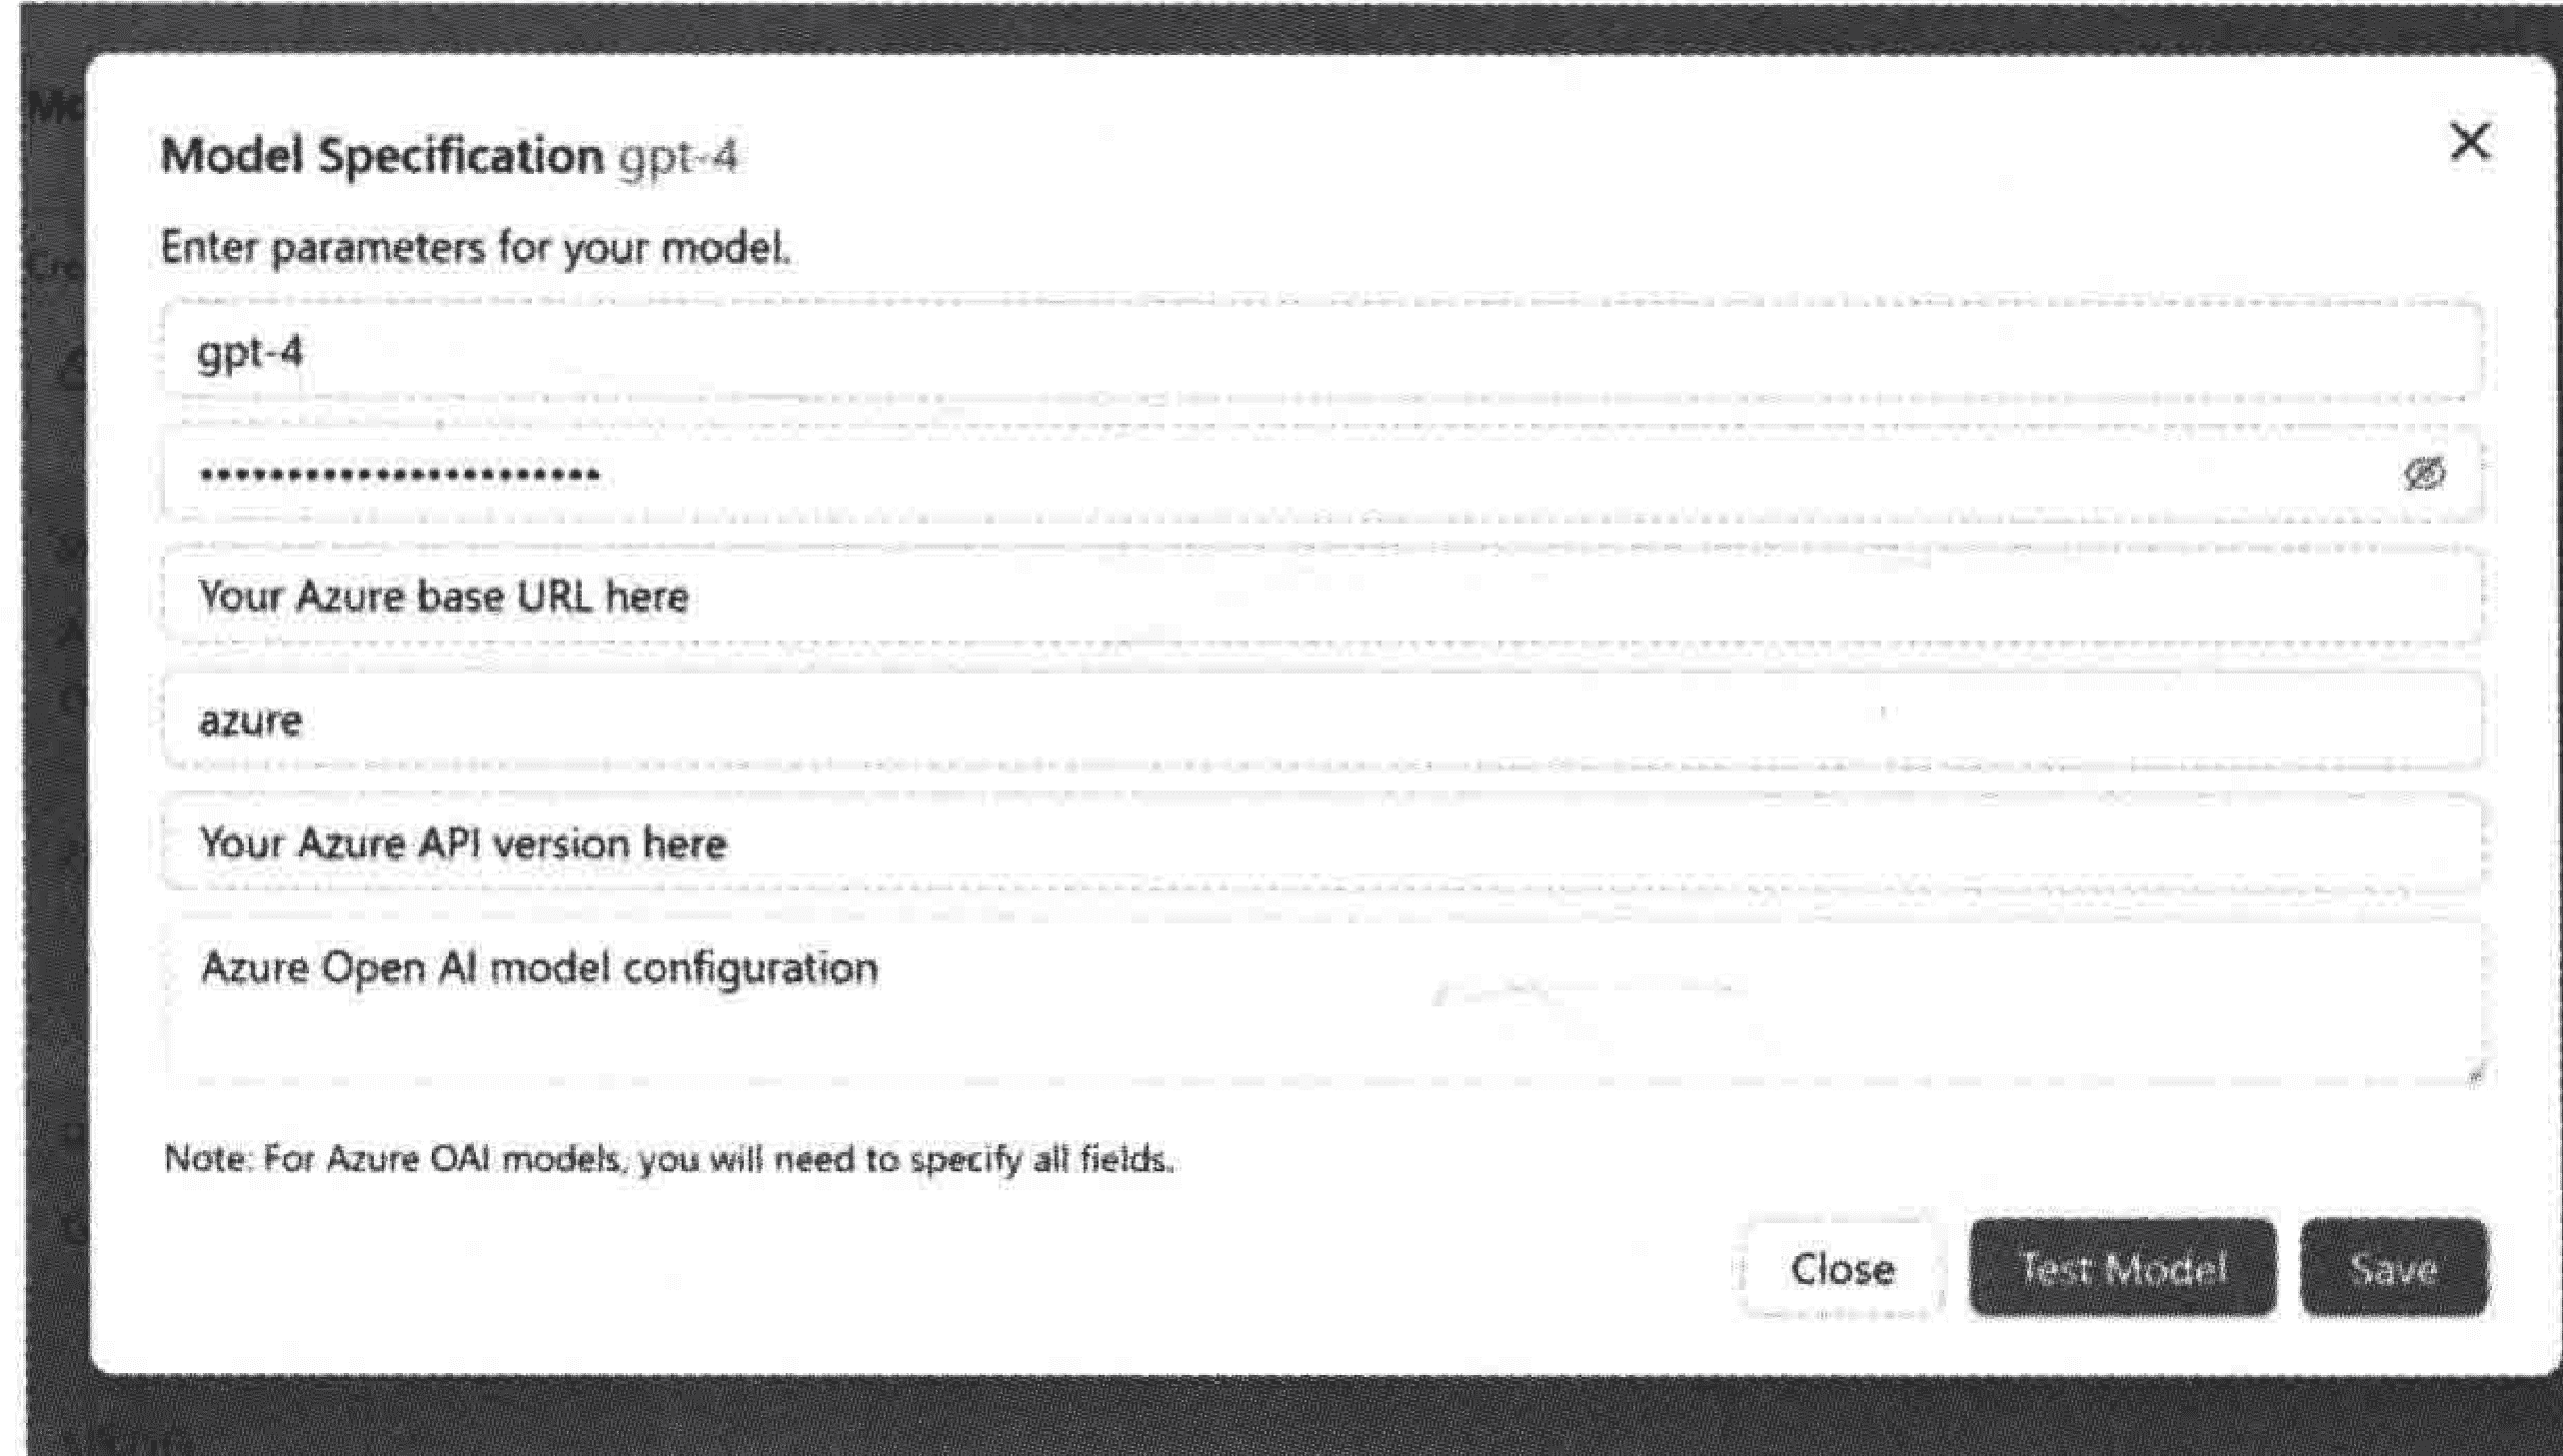 Model Specification gpt-4
Enter parameters for your model.
gpt-4
•••••••••••••••••••••••
Your Azure base URL here
azure
Your Azure API version here
Azure Open AI model configuration
Note: For Azure OAI models, you will need to specify all fields.
Close Test Model Save